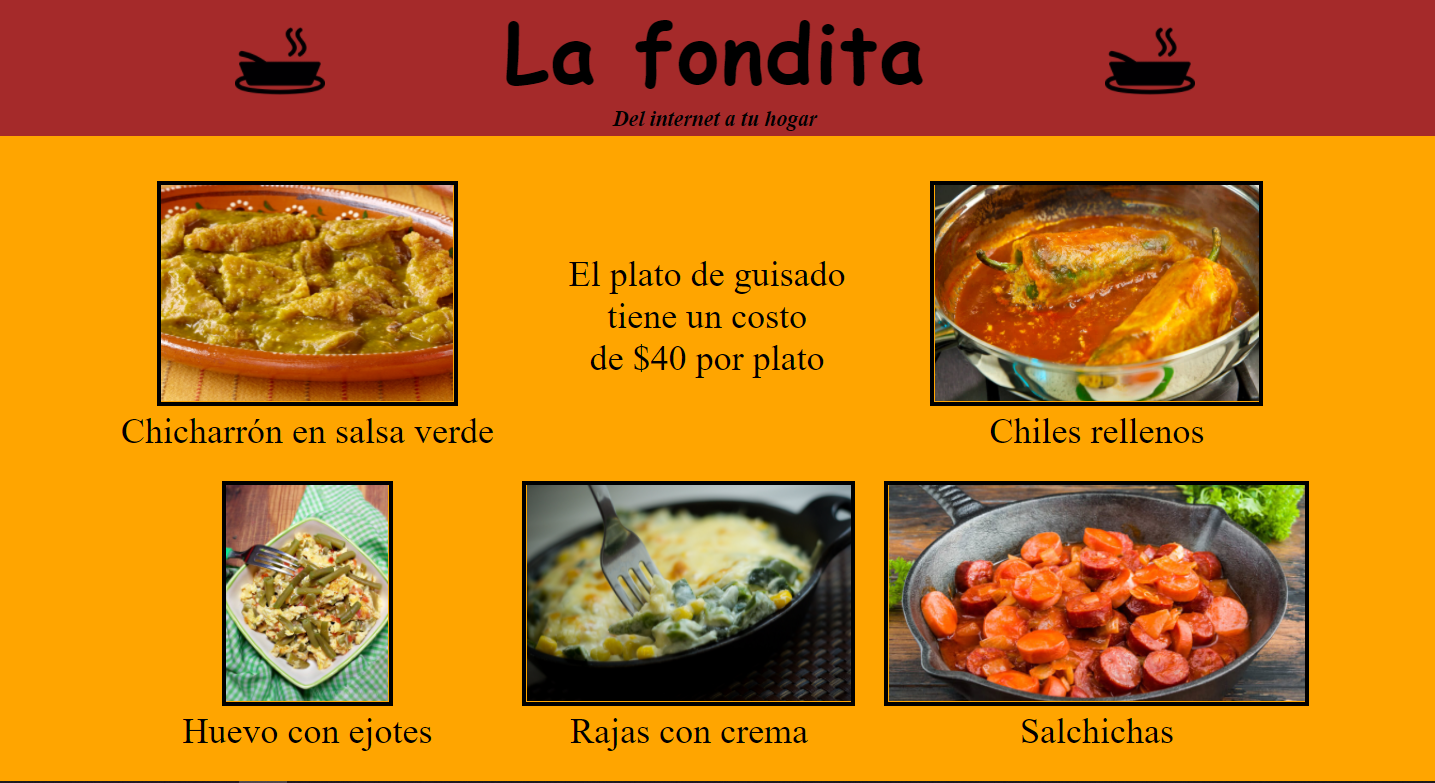 La fondita
Del internet a tu hogar
El plato de guisado
tiene un costo
de $40 por plato
Chicharrón en salsa verde
Chiles rellenos
Huevo con ejotes
Rajas con crema
Salchichas